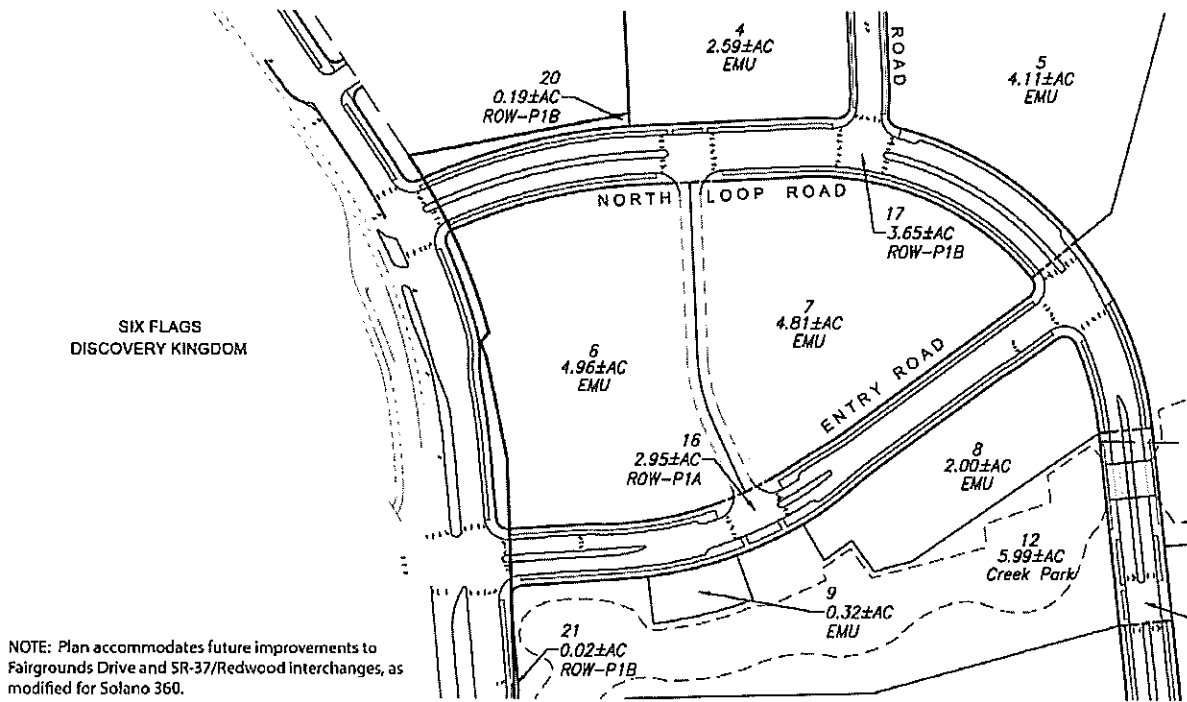 4
2.59±AC
EMU
ROAD
5
4.11±AC
EMU
20
0.19±AC
ROW-P1B
NORTH LOOP ROAD
17
3.65±AC
ROW-P1B
SIX FLAGS
DISCOVERY KINGDOM
6
4.96±AC
EMU
7
4.81±AC
EMU
ENTRY ROAD
16
2.95±AC
ROW-P1A
8
2.00±AC
EMU
12
5.99±AC
Creek Park
9
0.32±AC
EMU
21
0.02±AC
ROW-P1B
NOTE: Plan accommodates future improvements to
Fairgrounds Drive and SR-37/Redwood interchanges, as
modified for Solano 360.